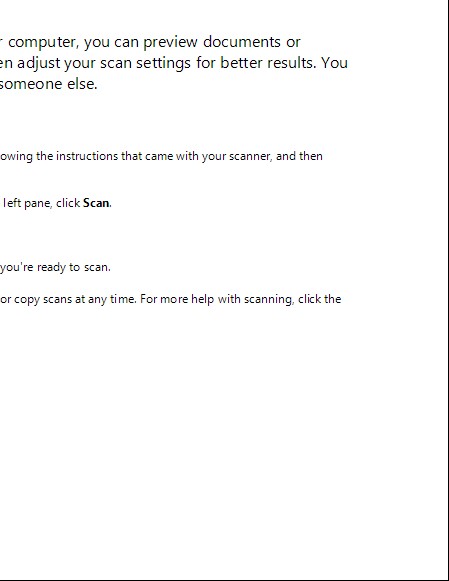 computer, you can preview documents or
adjust your scan settings for better results. You
someone else.
the instructions that came with your scanner, and then
left pane, click Scan.
you're ready to scan.
or copy scans at any time. For more help with scanning, click the